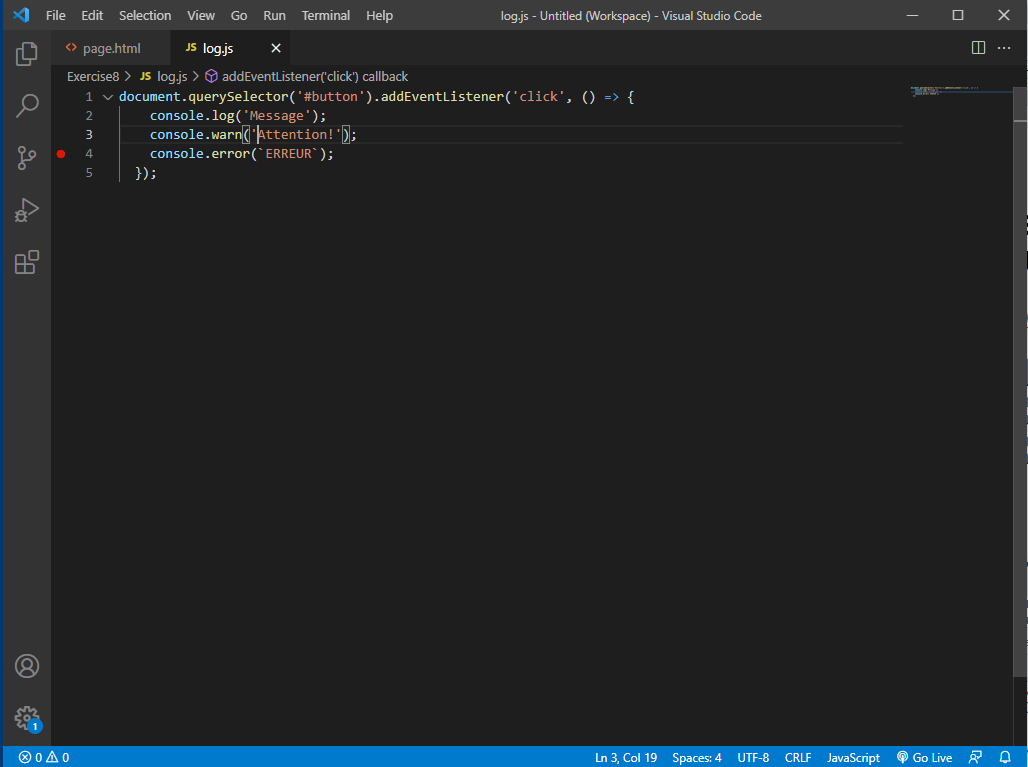 File Edit Selection View Go Run Terminal Help log.js - Untitled (Workspace) - Visual Studio Code
page.html JS log.js
Exercise8 > JS log.js > addEventListener('click') callback
1 document.querySelector('#button').addEventListener('click', () => {
2 console.log('Message');
3 console.warn('Attention!');
4 console.error(`ERREUR`);
5 });
1
0 0 Ln 3, Col 19 Spaces: 4 UTF-8 CRLF JavaScript Go Live